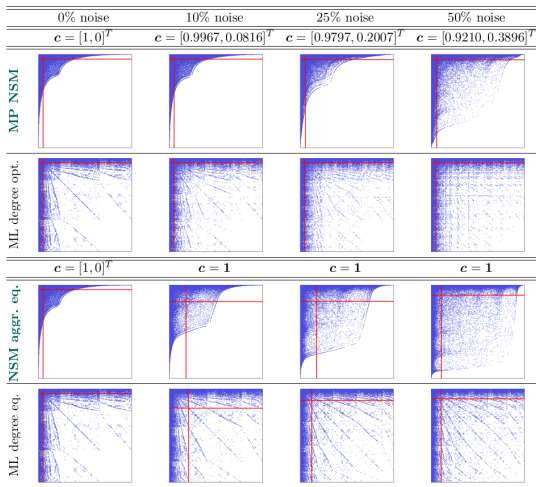 0% noise 10% noise 25% noise 50% noise
c = [1, 0]^T c = [0.9967, 0.0816]^T c = [0.9797, 0.2007]^T c = [0.9210, 0.3896]^T
MP NSM
ML degree opt.
c = [1, 0]^T c = 1 c = 1 c = 1
NSM aggr. eq.
ML degree eq.